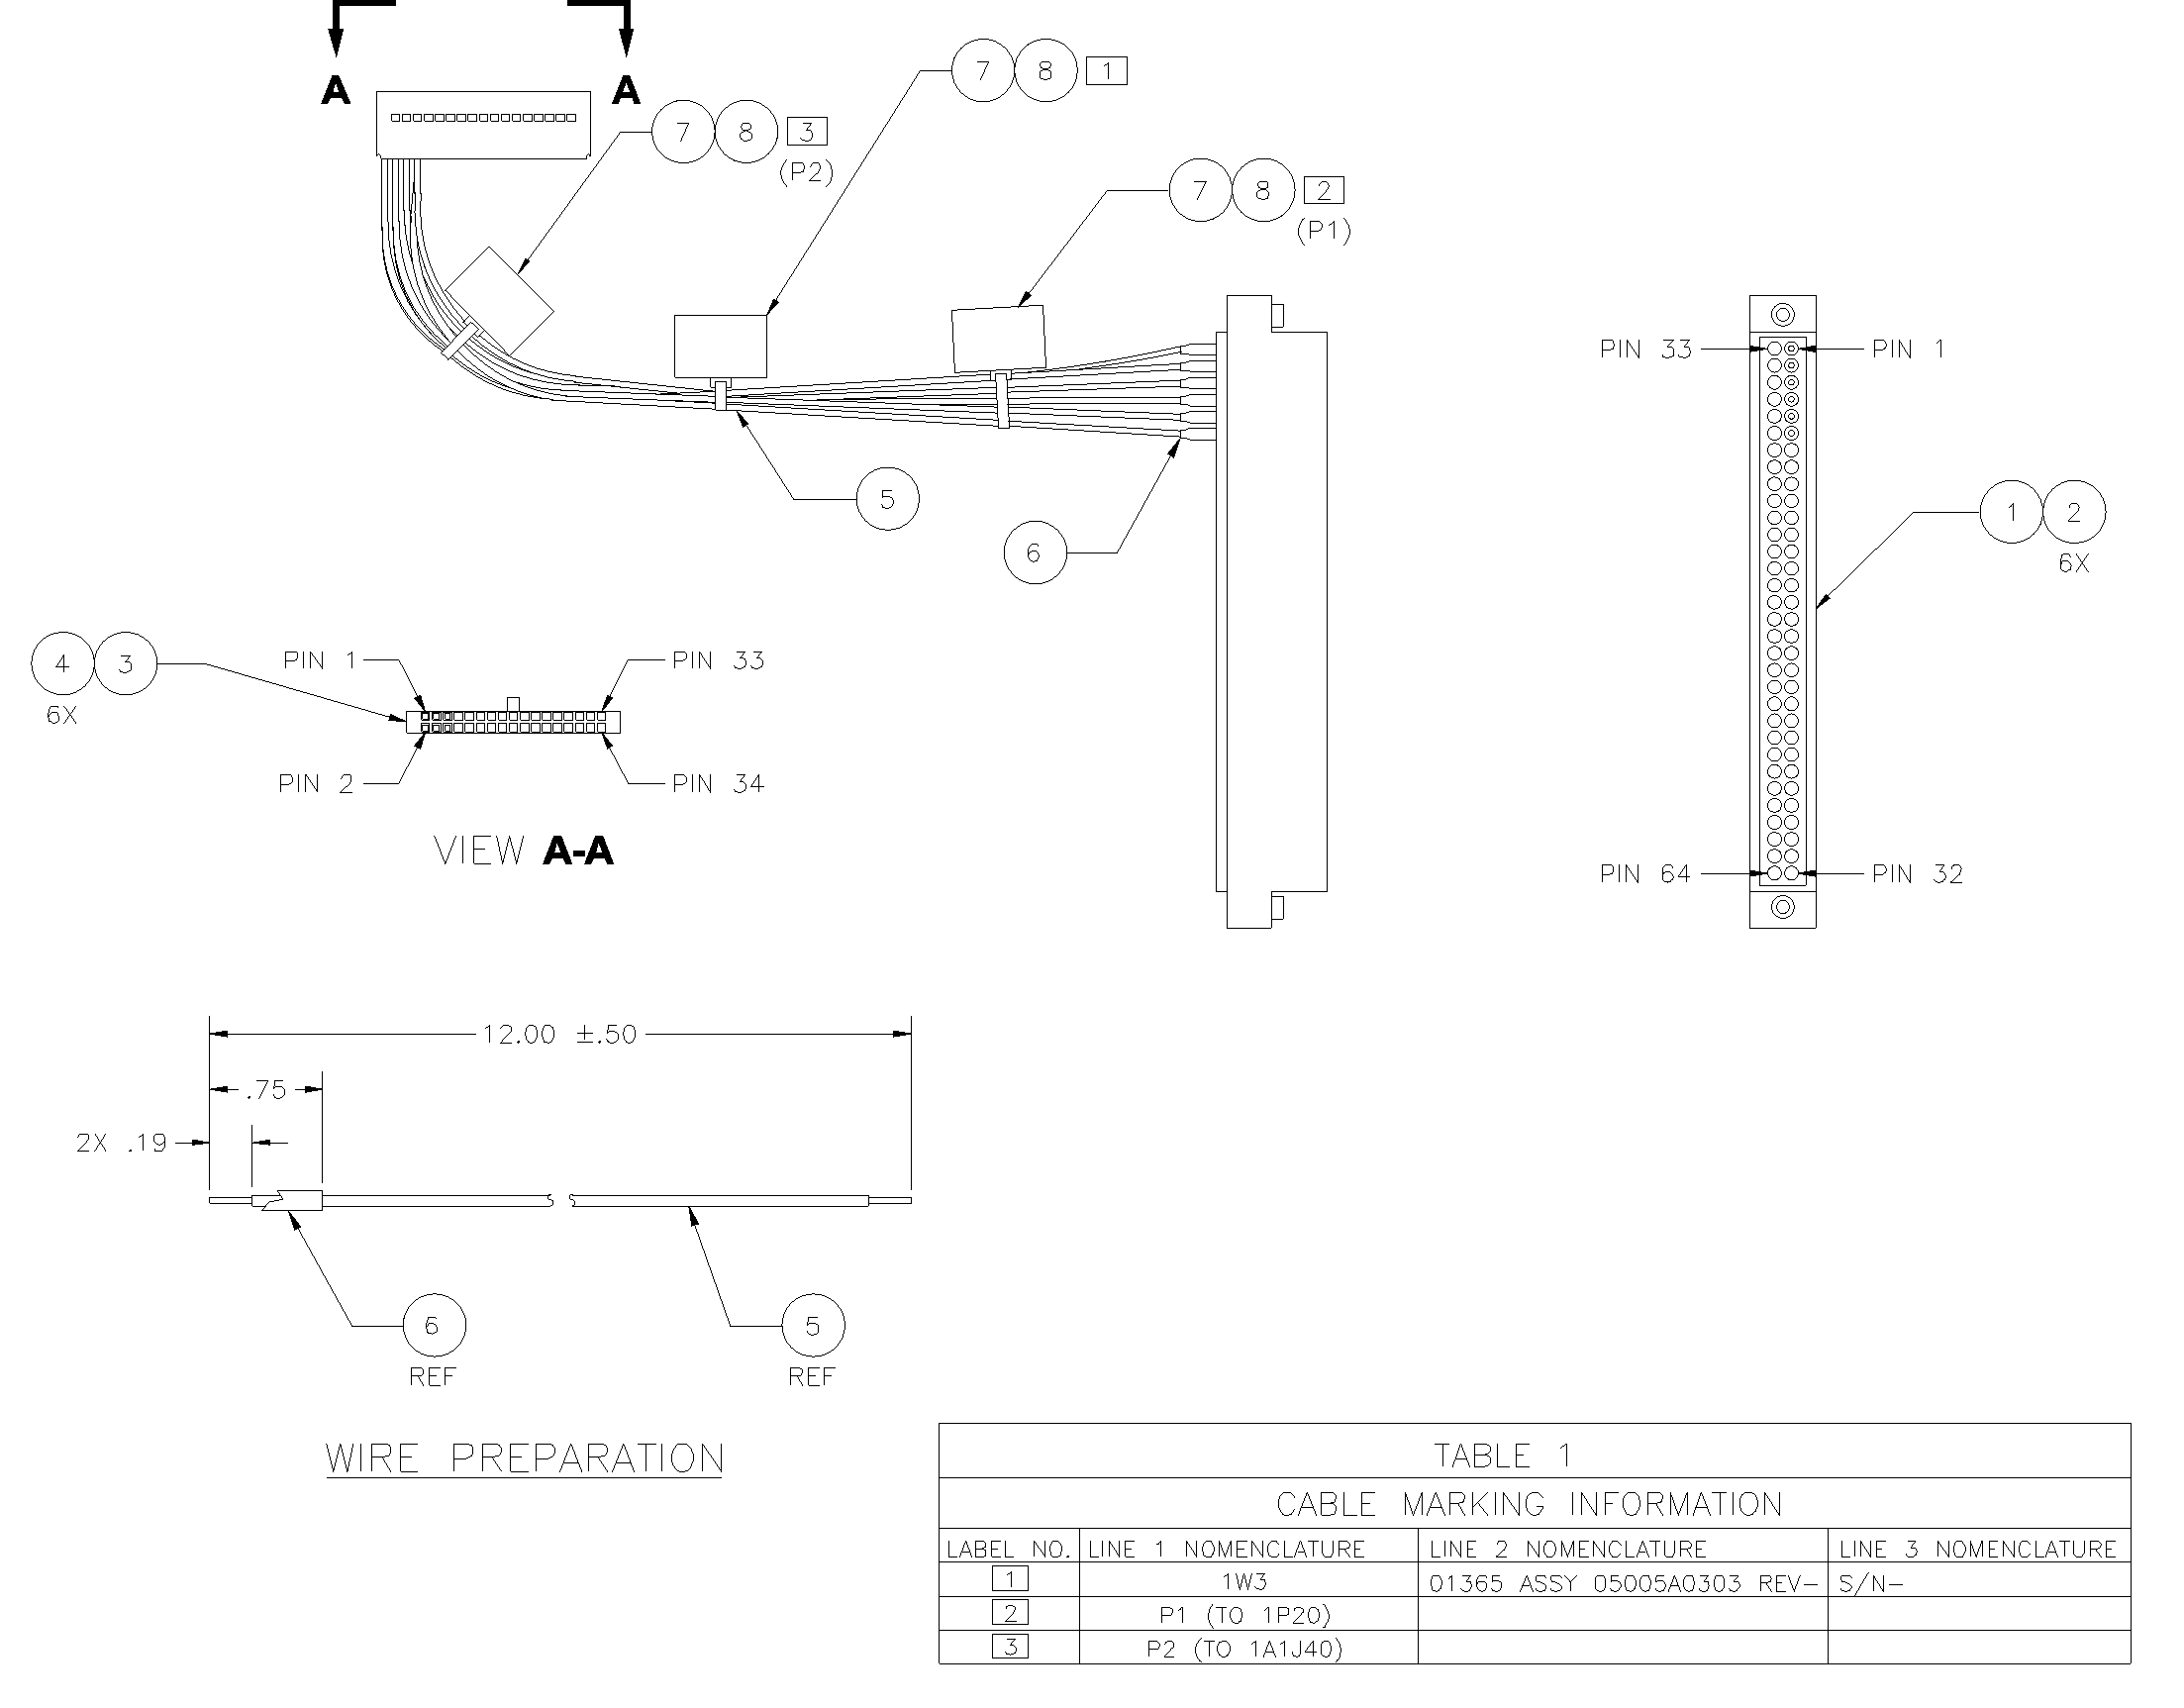 A A
7 8 1
7 8 3
(P2)
7 8 2
(P1)
PIN 33 PIN 1
5
6
1 2
6X
4 3
6X
PIN 1 PIN 33
PIN 2 PIN 34
VIEW A-A
PIN 64 PIN 32
12.00 ±.50
.75
2X .19
6
REF
5
REF
WIRE PREPARATION
TABLE 1
CABLE MARKING INFORMATION
LABEL NO. LINE 1 NOMENCLATURE LINE 2 NOMENCLATURE LINE 3 NOMENCLATURE
1 1W3 01365 ASSY 05005A0303 REV- S/N-
2 P1 (TO 1P20)
3 P2 (TO 1A1J40)